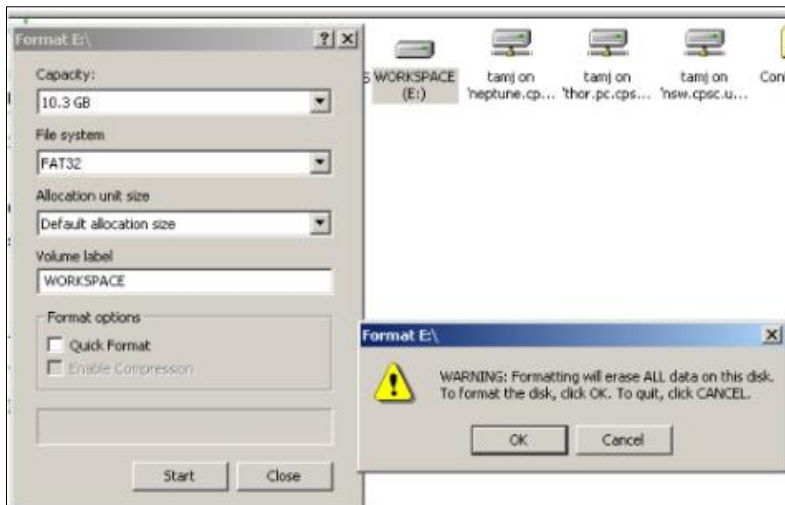 Format E:\
Capacity:
10.3 GB
File system
FAT32
Allocation unit size
Default allocation size
Volume label
WORKSPACE
Format options
Quick Format
Enable Compression
Start
Close
WORKSPACE
(E:)
tamj on
'neptune.cp...
tamj on
'thor.pc.cps...
tamj on
'nsw.cpsc.u...
Format E:\
WARNING: Formatting will erase ALL data on this disk.
To format the disk, click OK. To quit, click CANCEL.
OK
Cancel